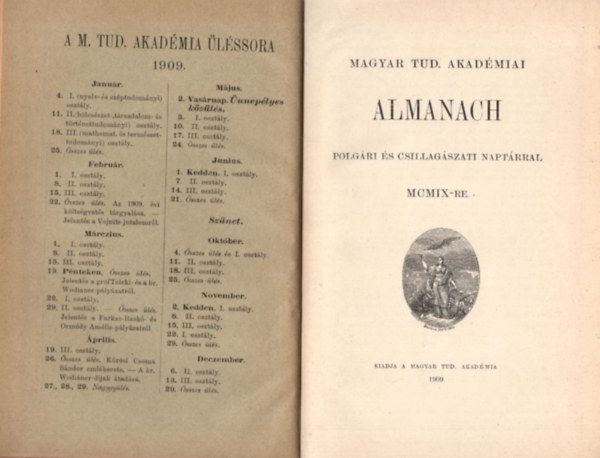 A M. TUD. AKADÉMIA ÜLÉSSORA
1909.
Január.
4. I. (nyelv- és széptudományi)
osztály.
11. II. (bölcsészet-, társadalom- és
történettudományi) osztály.
18. III. (mathemat. és természet-
tudományi) osztály.
25. Összes ülés.
Február.
1. I. osztály.
8. II. osztály.
15. III. osztály.
22. Összes ülés. Az 1909. évi
költségvetés tárgyalása. —
Jelentés a Vojnits-jutalomról.
Márczius.
1. I. osztály.
8. II. osztály.
15. III. osztály.
19. Pénteken. Összes ülés.
Jelentés a gróf Teleki- és a br.
Wodianer-pályázatról.
22. I. osztály.
29. II. osztály. — Összes ülés.
Jelentés a Farkas-Raskó- és
Ormódy Amélie-pályázatról.
Április.
19. III. osztály.
26. Összes ülés. Kőrösi Csoma
Sándor emlékezete. — A br.
Wodianer-díjak kiadása.
27., 28., 29. Nagygyűlés.
Május.
2. Vasárnap. Ünnepélyes
közülés.
3. I. osztály.
10. II. osztály.
17. III. osztály.
24. Összes ülés.
Junius.
1. Kedden. I. osztály.
7. II. osztály.
14. III. osztály.
21. Összes ülés.
Szünet.
Október.
4. Összes ülés és I. osztály.
11. II. osztály.
18. III. osztály.
25. Összes ülés.
November.
2. Kedden. I. osztály.
8. II. osztály.
15. III. osztály.
22. I. osztály.
29. Összes ülés.
Deczember.
6. II. osztály.
13. III. osztály.
20. Összes ülés.
MAGYAR TUD. AKADÉMIAI
ALMANACH
POLGÁRI ÉS CSILLAGÁSZATI NAPTÁRRAL
MCMIX-RE.
KIADJA A MAGYAR TUD. AKADÉMIA
1909